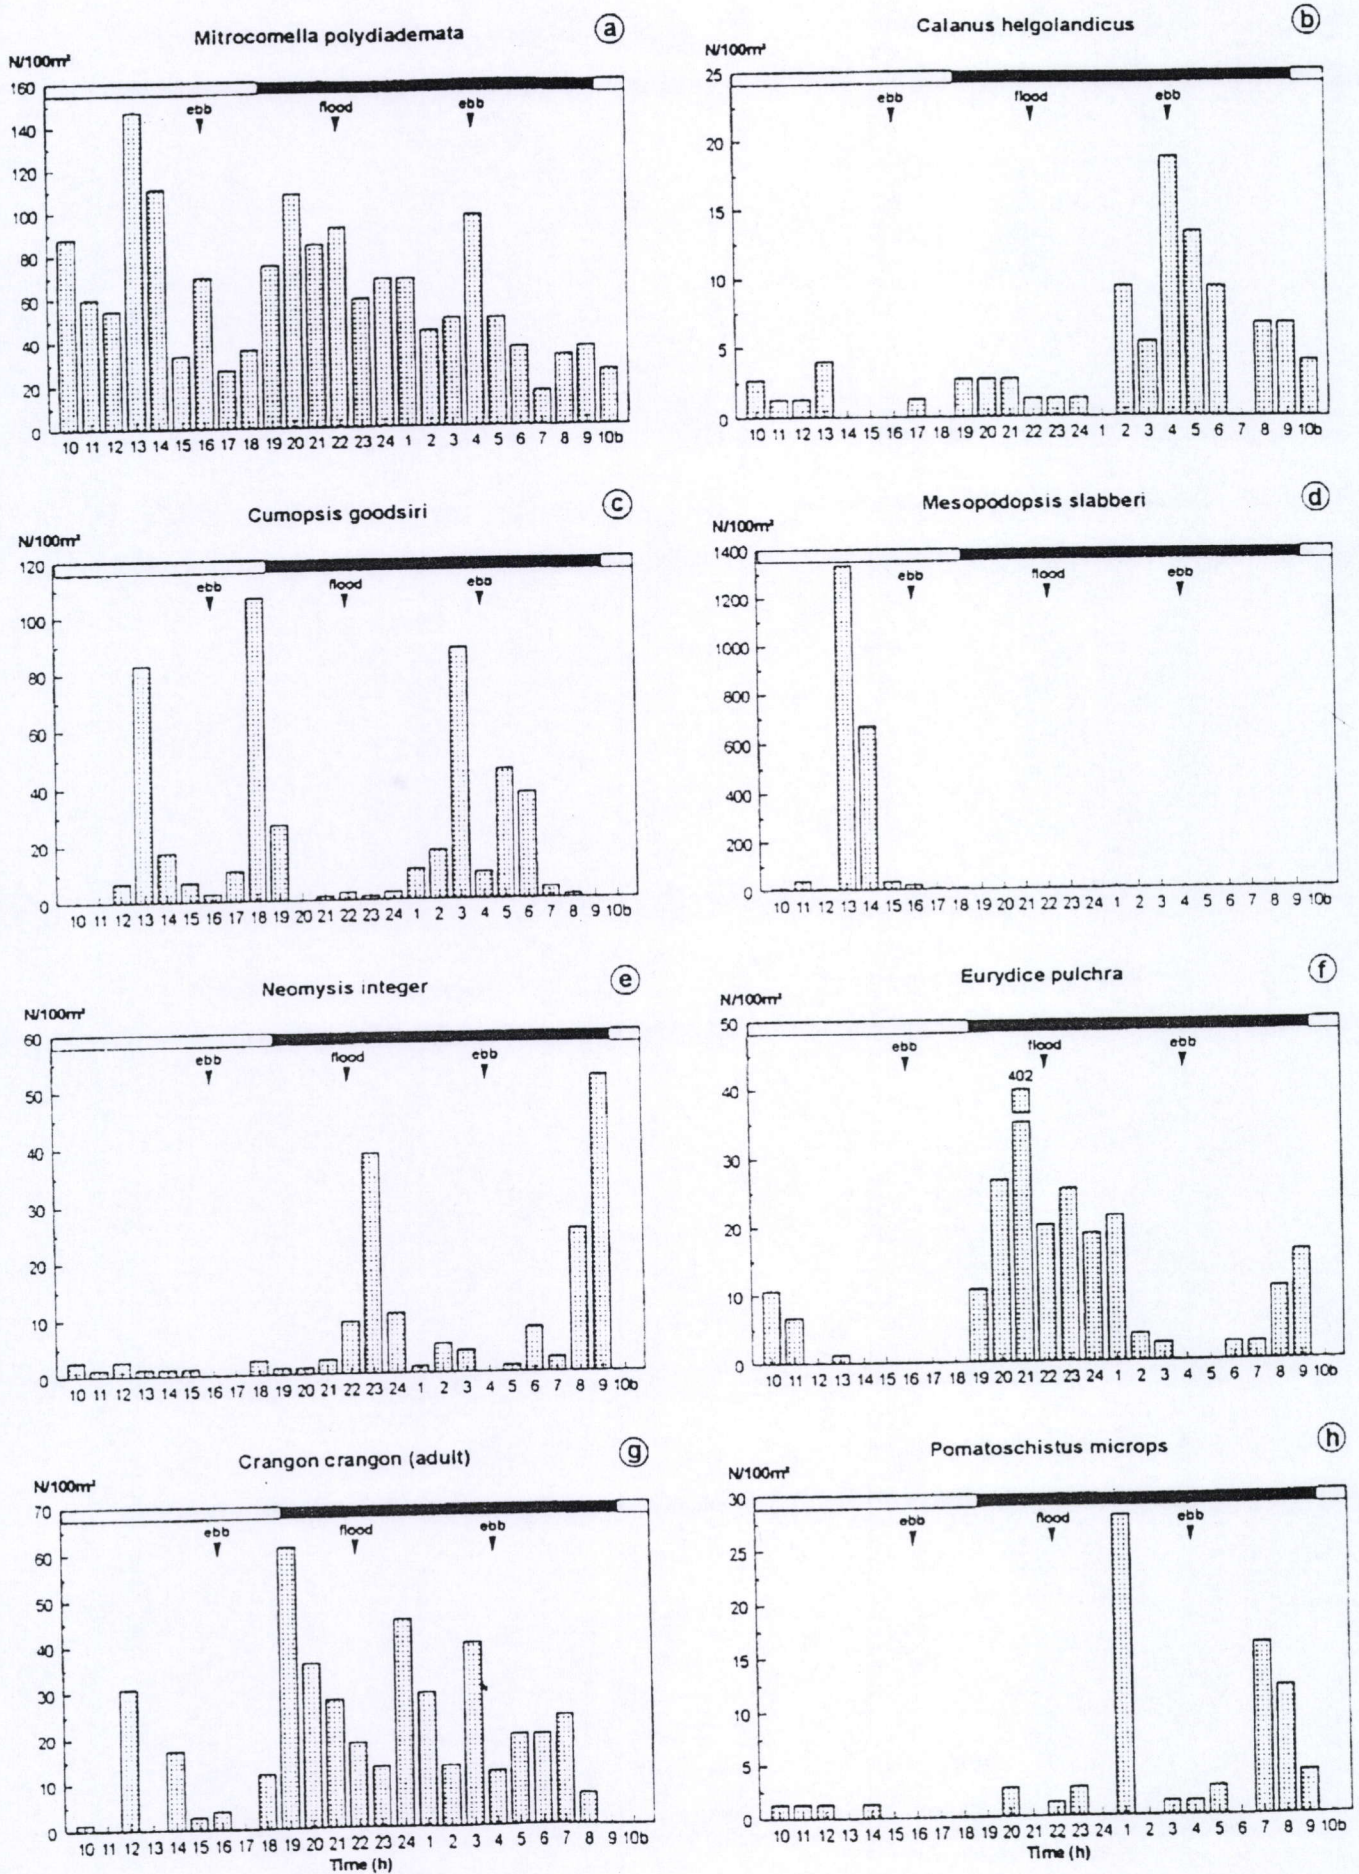 Mitrocomella polydiademata
a
N/100m²
160
140
120
100
80
60
40
20
0
ebb
flood
ebb
10 11 12 13 14 15 16 17 18 19 20 21 22 23 24 1 2 3 4 5 6 7 8 9 10b
Calanus helgolandicus
b
N/100m²
25
20
15
10
5
0
ebb
flood
ebb
10 11 12 13 14 15 16 17 18 19 20 21 22 23 24 1 2 3 4 5 6 7 8 9 10b
Cumopsis goodsiri
c
N/100m²
120
100
80
60
40
20
0
ebb
flood
ebb
10 11 12 13 14 15 16 17 18 19 20 21 22 23 24 1 2 3 4 5 6 7 8 9 10b
Mesopodopsis slabberi
d
N/100m²
1400
1200
1000
800
600
400
200
0
ebb
flood
ebb
10 11 12 13 14 15 16 17 18 19 20 21 22 23 24 1 2 3 4 5 6 7 8 9 10b
Neomysis integer
e
N/100m²
60
50
40
30
20
10
0
ebb
flood
ebb
10 11 12 13 14 15 16 17 18 19 20 21 22 23 24 1 2 3 4 5 6 7 8 9 10b
Eurydice pulchra
f
N/100m²
50
40
30
20
10
0
ebb
flood
ebb
402
10 11 12 13 14 15 16 17 18 19 20 21 22 23 24 1 2 3 4 5 6 7 8 9 10b
Crangon crangon (adult)
g
N/100m²
70
60
50
40
30
20
10
0
ebb
flood
ebb
10 11 12 13 14 15 16 17 18 19 20 21 22 23 24 1 2 3 4 5 6 7 8 9 10b
Time (h)
Pomatoschistus microps
h
N/100m²
30
25
20
15
10
5
0
ebb
flood
ebb
10 11 12 13 14 15 16 17 18 19 20 21 22 23 24 1 2 3 4 5 6 7 8 9 10b
Time (h)